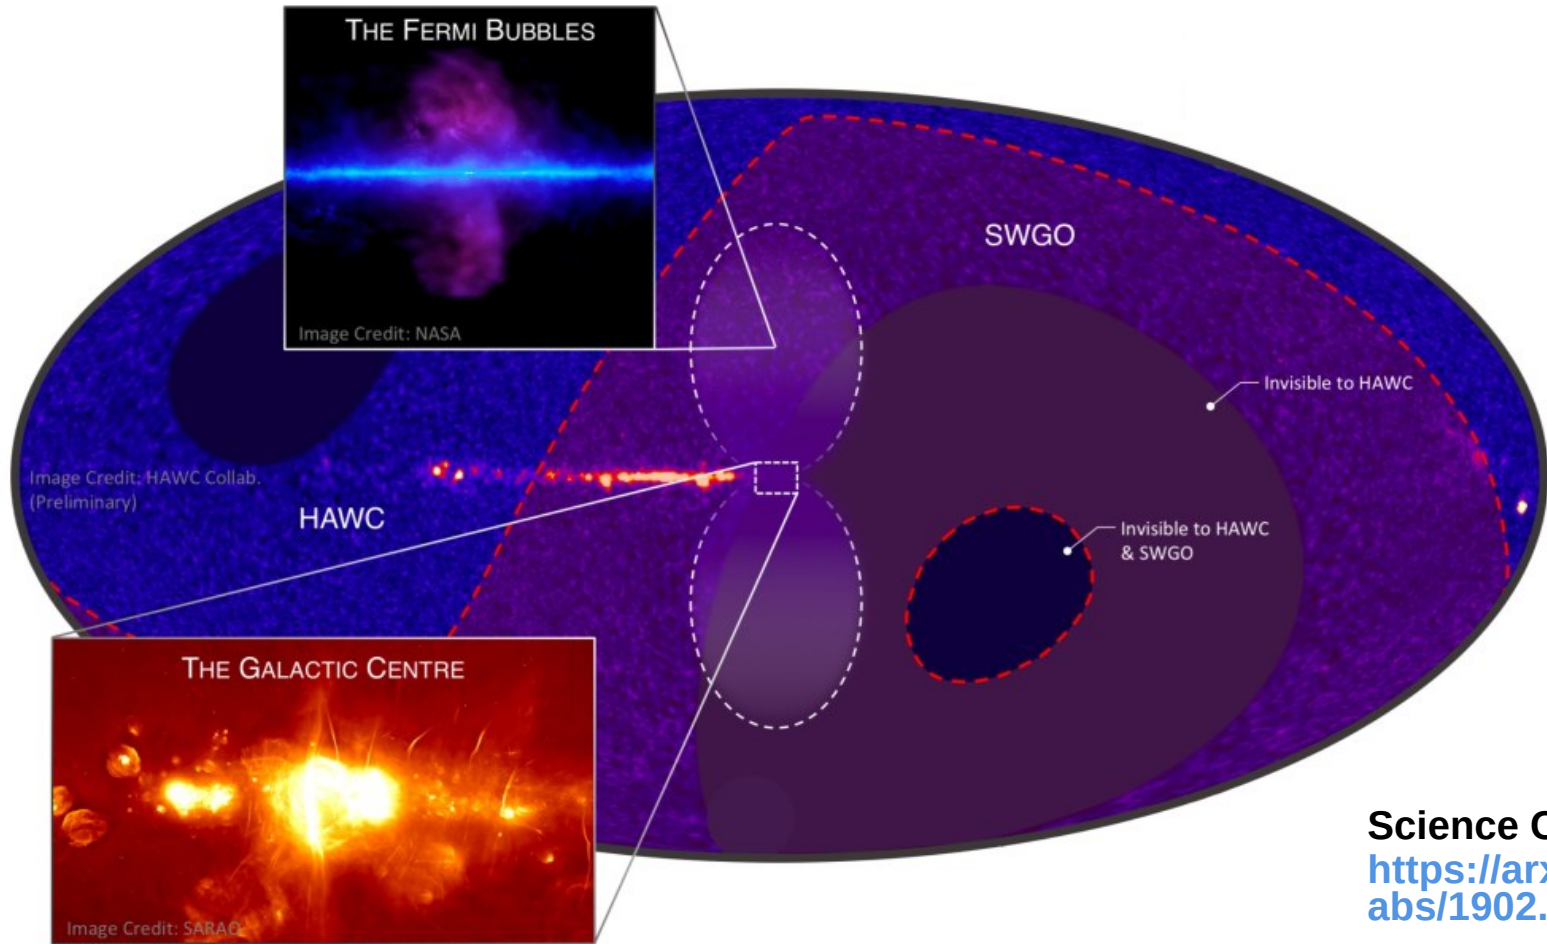 THE FERMI BUBBLES
Image Credit: NASA
SWGO
Invisible to HAWC
Image Credit: HAWC Collab.
(Preliminary)
HAWC
Invisible to HAWC
& SWGO
THE GALACTIC CENTRE
Image Credit: SARAO
Science
https://arx
abs/1902.